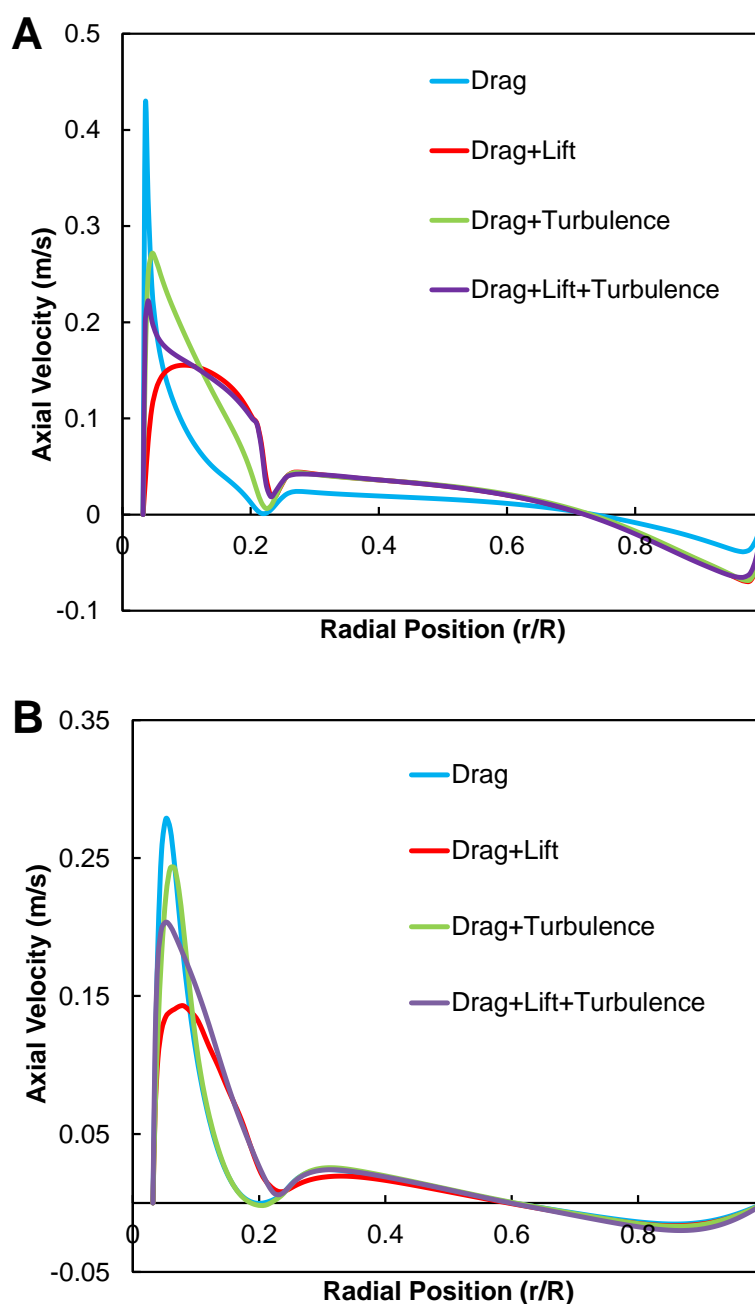 A
0.5
0.4
0.3
0.2
0.1
0
-0.1
Axial Velocity (m/s)
Drag
Drag+Lift
Drag+Turbulence
Drag+Lift+Turbulence
0
0.2
0.4
0.6
0.8
Radial Position (r/R)
B
0.35
0.25
0.15
0.05
-0.05
Axial Velocity (m/s)
Drag
Drag+Lift
Drag+Turbulence
Drag+Lift+Turbulence
0
0.2
0.4
0.6
0.8
Radial Position (r/R)